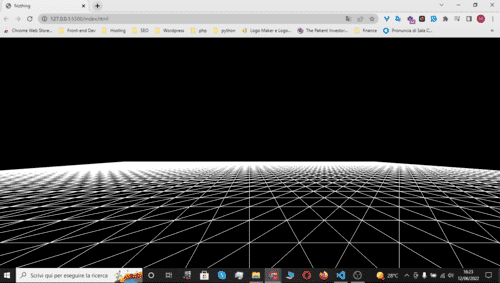 Nothing
127.0.0.1:5500/index.html
Chrome Web Store... Front-end Dev Hosting SEO Wordpress php python Logo Maker e Logo... The Patient Investor:... finance Pronuncia di Sala C...
Scrivi qui per eseguire la ricerca
28°C
16:23
12/06/2022